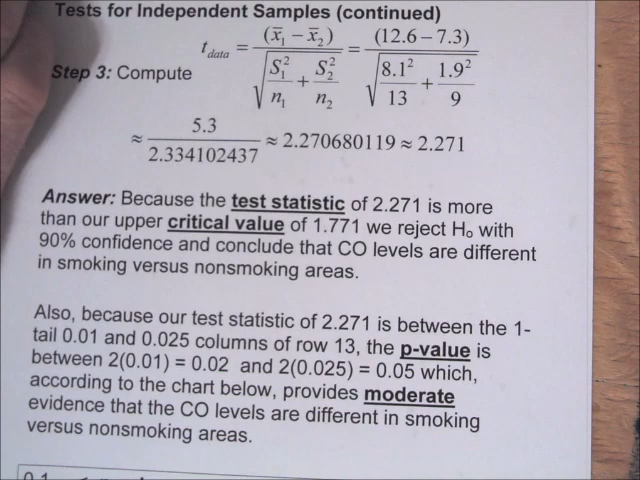 Tests for Independent Samples (continued)
Step 3: Compute t_data = (x̄₁ − x̄₂) / √(S₁²/n₁ + S₂²/n₂) = (12.6 − 7.3) / √(8.1²/13 + 1.9²/9)
≈ 5.3 / 2.334102437 ≈ 2.270680119 ≈ 2.271
Answer: Because the test statistic of 2.271 is more
than our upper critical value of 1.771 we reject H₀ with
90% confidence and conclude that CO levels are different
in smoking versus nonsmoking areas.
Also, because our test statistic of 2.271 is between the 1-
tail 0.01 and 0.025 columns of row 13, the p-value is
between 2(0.01) = 0.02 and 2(0.025) = 0.05 which,
according to the chart below, provides moderate
evidence that the CO levels are different in smoking
versus nonsmoking areas.